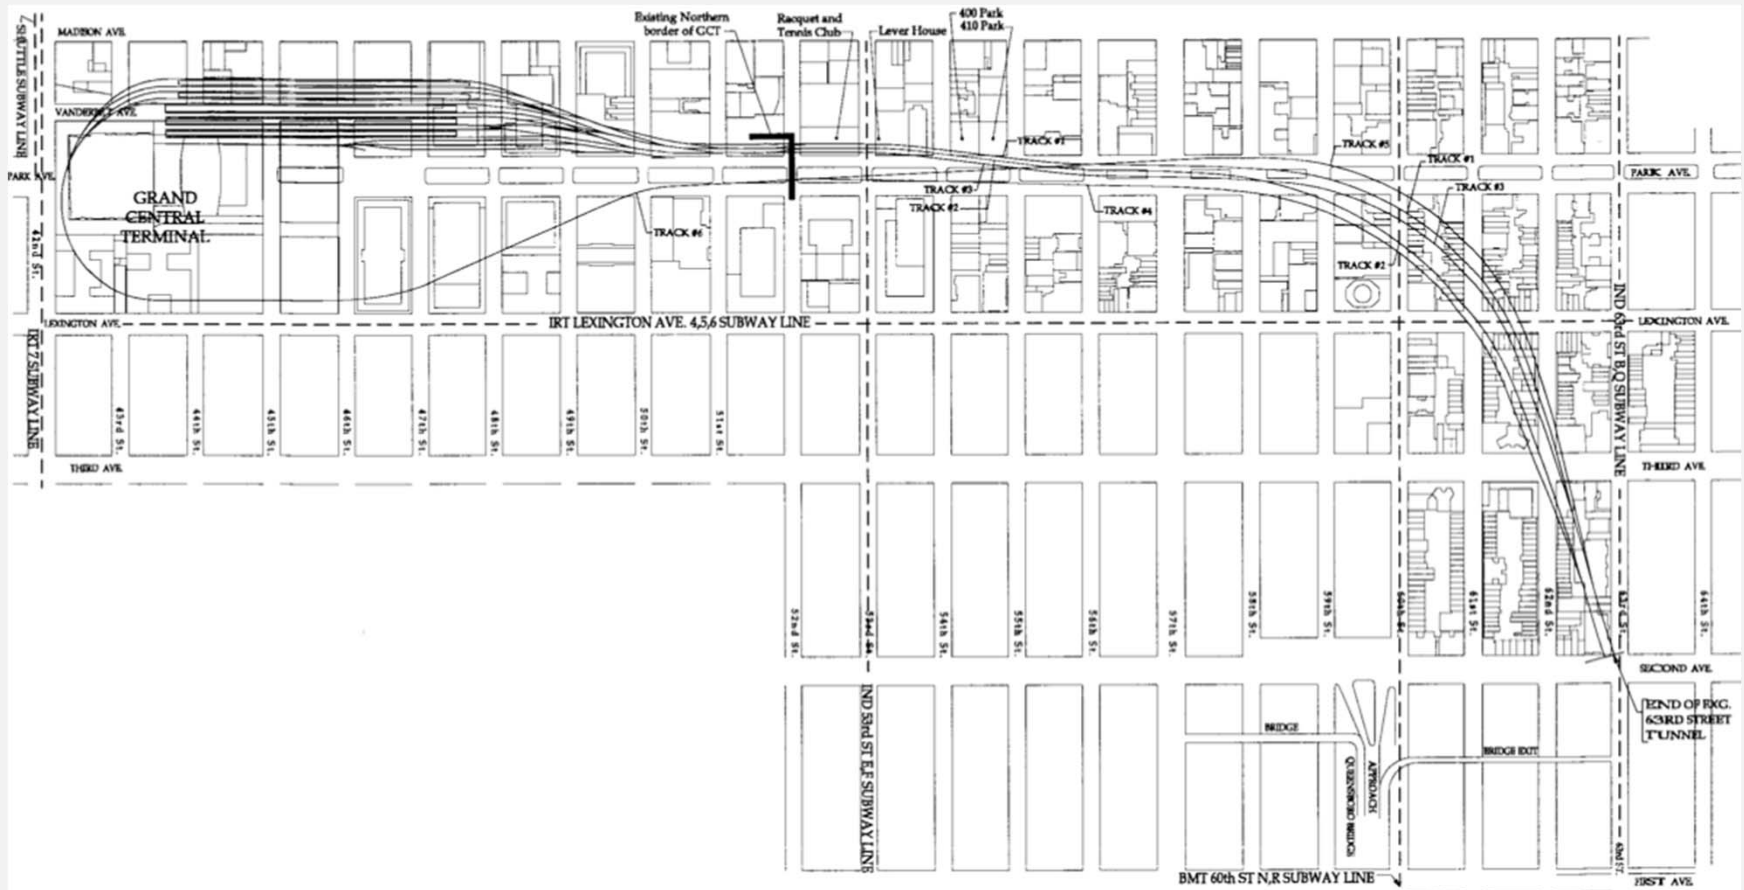 Existing Northern
border of GCT
Racquet and
Tennis Club
Lever House
400 Park
410 Park
SHUTTLE SUBWAY LINE
MADISON AVE.
VANDERBILT AVE.
PARK AVE.
GRAND
CENTRAL
TERMINAL
42nd St.
TRACK #1
TRACK #3
TRACK #2
TRACK #4
TRACK #6
TRACK #5
TRACK #1
TRACK #3
TRACK #2
PARK AVE.
LEXINGTON AVE.
IRT LEXINGTON AVE. 4,5,6 SUBWAY LINE
LEXINGTON AVE.
IRT 7 SUBWAY LINE
IND 63rd ST B,Q SUBWAY LINE
43rd St.
44th St.
45th St.
46th St.
47th St.
48th St.
49th St.
50th St.
51st St.
THIRD AVE.
THIRD AVE.
52nd St.
53rd St.
54th St.
55th St.
56th St.
57th St.
58th St.
59th St.
60th St.
61st St.
62nd St.
63rd St.
64th St.
SECOND AVE.
END OF EXG.
63RD STREET
TUNNEL
IND 53rd ST E,F SUBWAY LINE
BRIDGE
BRIDGE EXIT
QUEENSBORO BRIDGE
APPROACH
63rd ST.
BMT 60th ST N,R SUBWAY LINE
FIRST AVE.